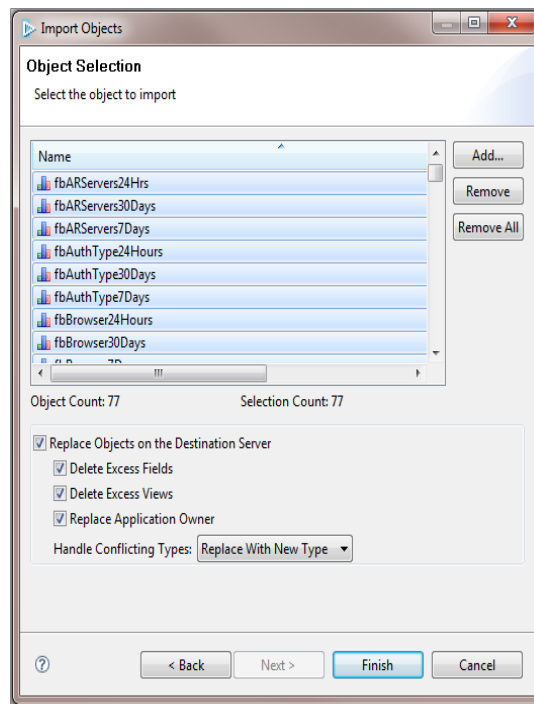 Import Objects
Object Selection
Select the object to import
Name
fbARServers24Hrs
fbARServers30Days
fbARServers7Days
fbAuthType24Hours
fbAuthType30Days
fbAuthType7Days
fbBrowser24Hours
fbBrowser30Days
Add...
Remove
Remove All
Object Count: 77 Selection Count: 77
Replace Objects on the Destination Server
Delete Excess Fields
Delete Excess Views
Replace Application Owner
Handle Conflicting Types: Replace With New Type
? < Back Next > Finish Cancel